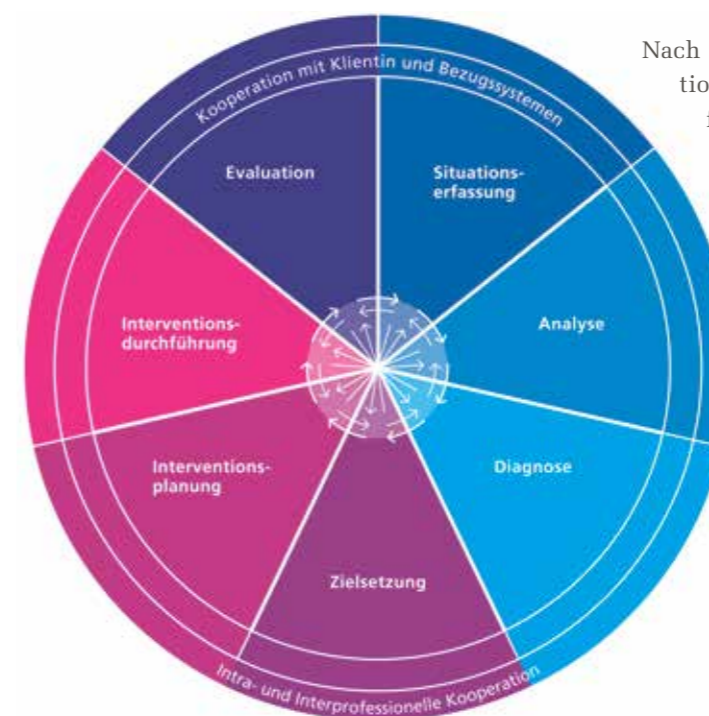 Nach
tio
Kooperation mit Klientin und Bezugssystemen
Evaluation
Situations-
erfassung
Analyse
Diagnose
Zielsetzung
Interventions-
planung
Interventions-
durchführung
Intra- und Interprofessionelle Kooperation